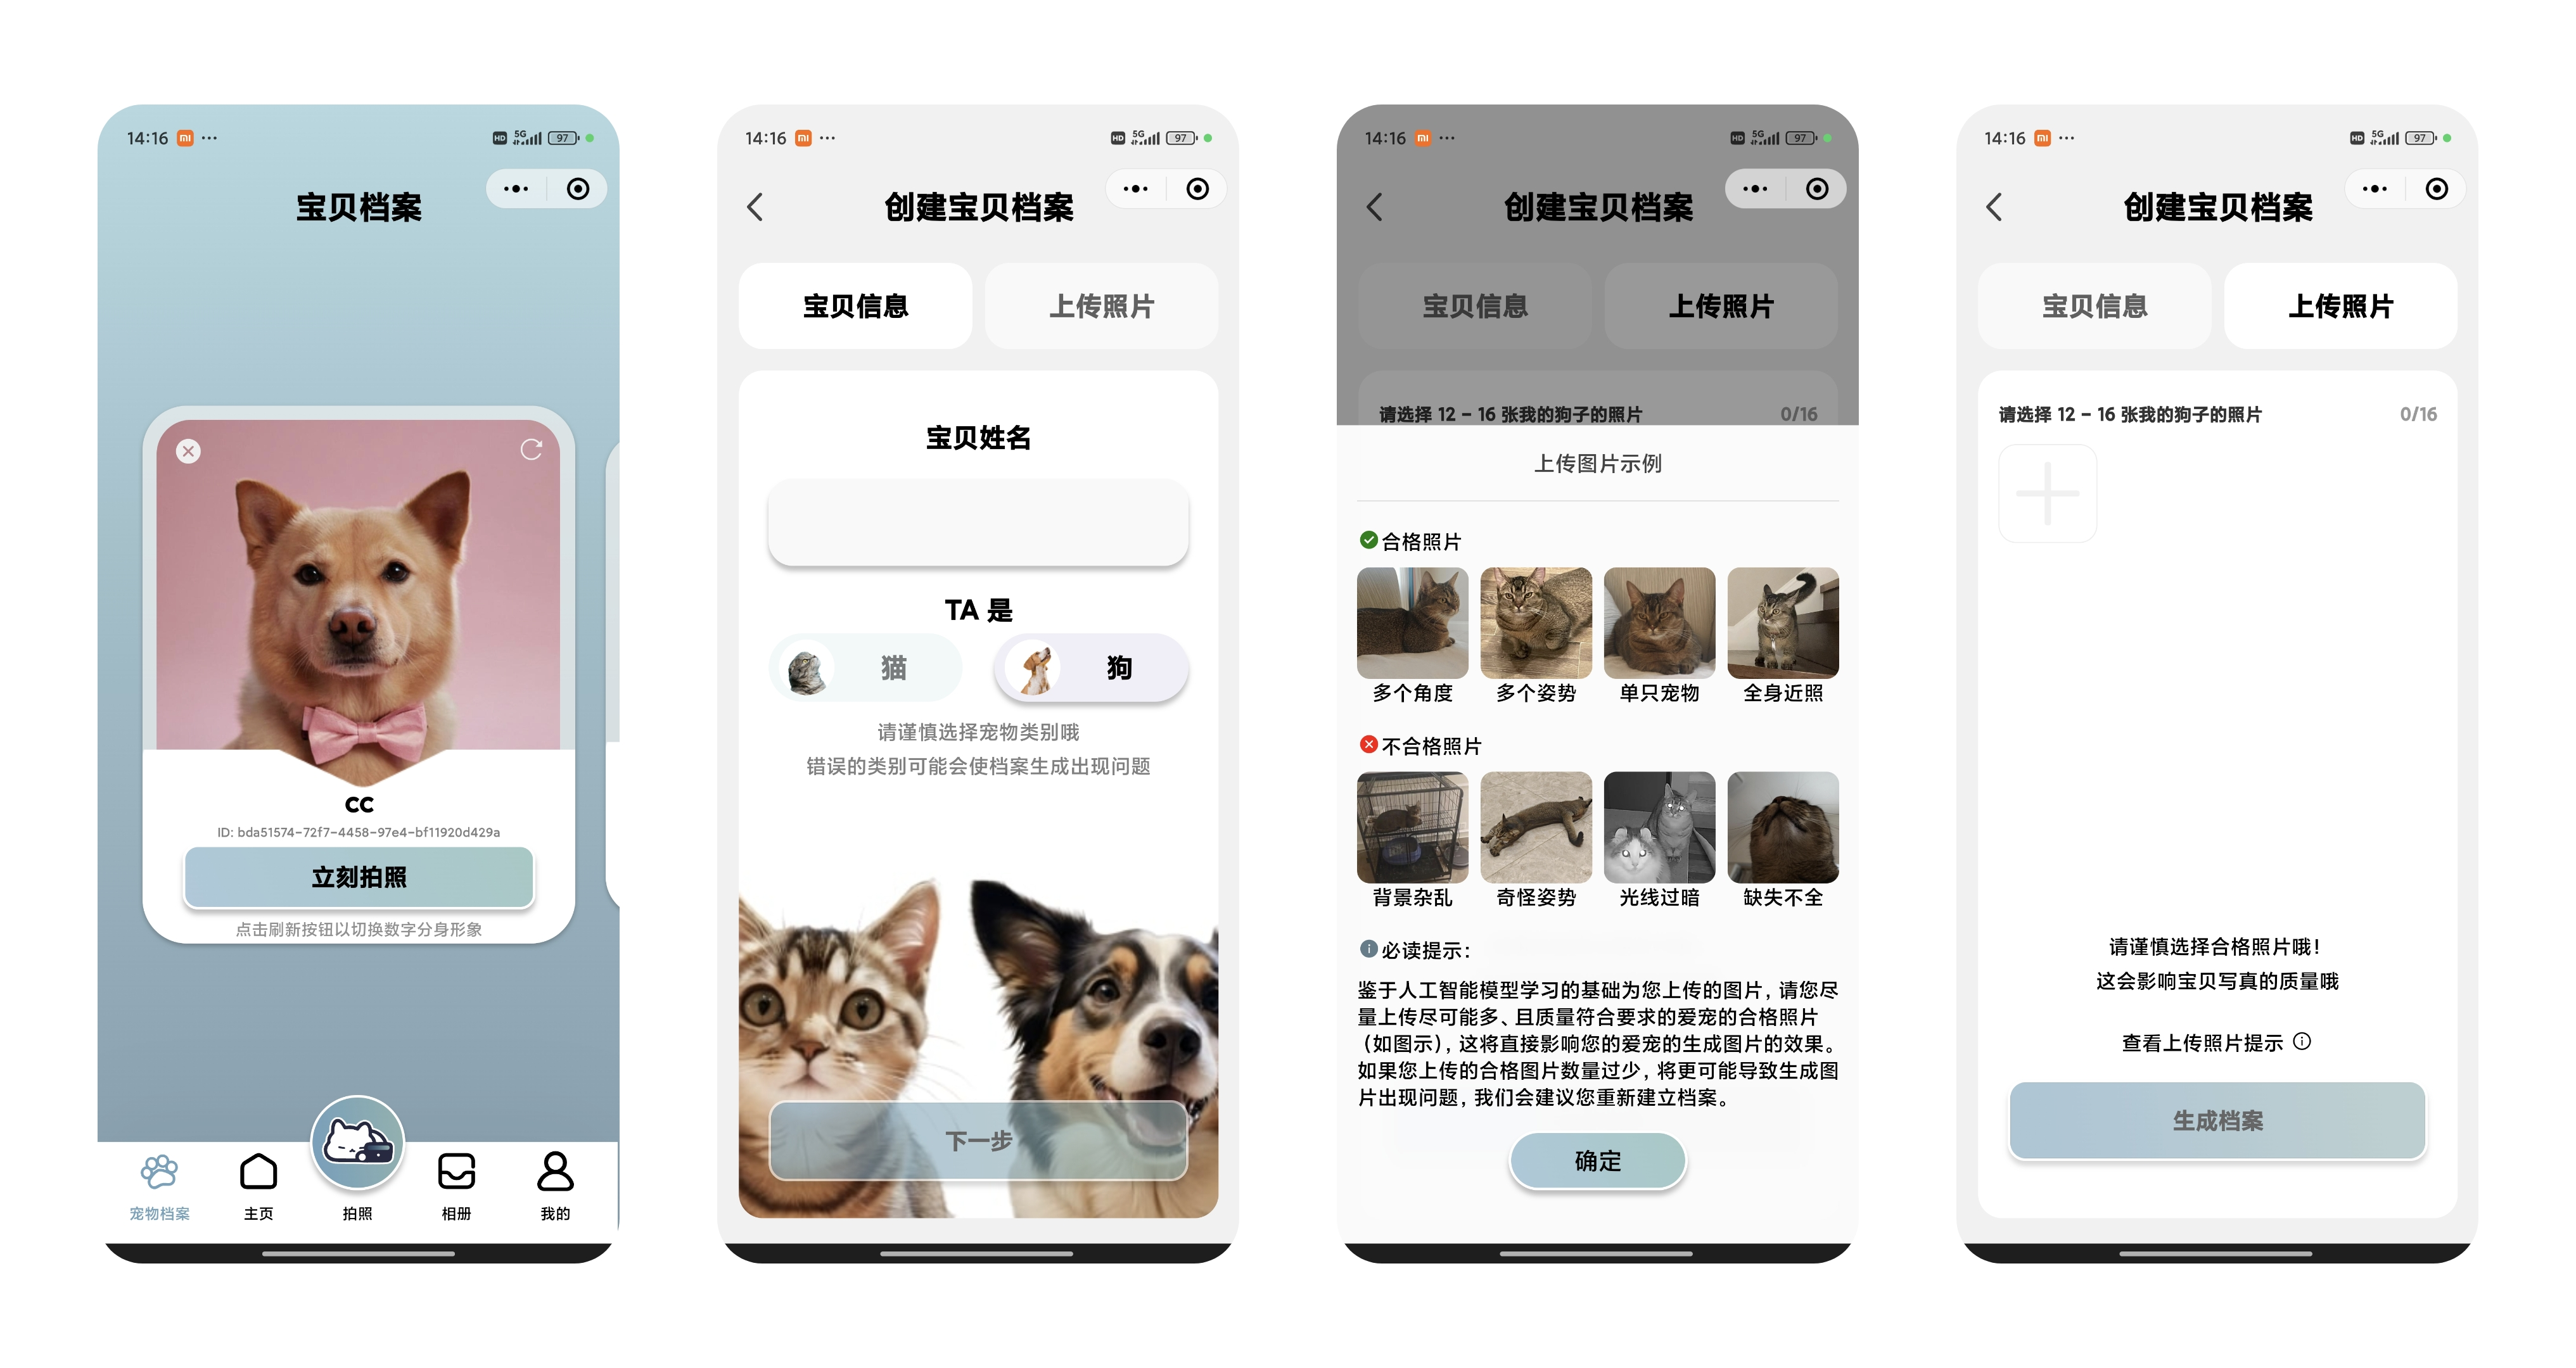 14:16
HD 5G 97
宝贝档案
cc
ID: bda51574-72f7-4458-97e4-bf11920d429a
立刻拍照
点击刷新按钮以切换数字分身形象
宠物档案
主页
拍照
相册
我的
14:16
HD 5G 97
创建宝贝档案
宝贝信息
上传照片
宝贝姓名
TA 是
猫
狗
请谨慎选择宠物类别哦
错误的类别可能会使档案生成出现问题
下一步
14:16
HD 5G 97
创建宝贝档案
宝贝信息
上传照片
请选择 12 - 16 张我的狗子的照片
0/16
上传图片示例
合格照片
多个角度
多个姿势
单只宠物
全身近照
不合格照片
背景杂乱
奇怪姿势
光线过暗
缺失不全
必读提示：
鉴于人工智能模型学习的基础为您上传的图片，请您尽
量上传尽可能多、且质量符合要求的爱宠的合格照片
（如图示），这将直接影响您的爱宠的生成图片的效果。
如果您上传的合格图片数量过少，将更可能导致生成图
片出现问题，我们会建议您重新建立档案。
确定
14:16
HD 5G 97
创建宝贝档案
宝贝信息
上传照片
请选择 12 - 16 张我的狗子的照片
0/16
请谨慎选择合格照片哦！
这会影响宝贝写真的质量哦
查看上传照片提示
生成档案